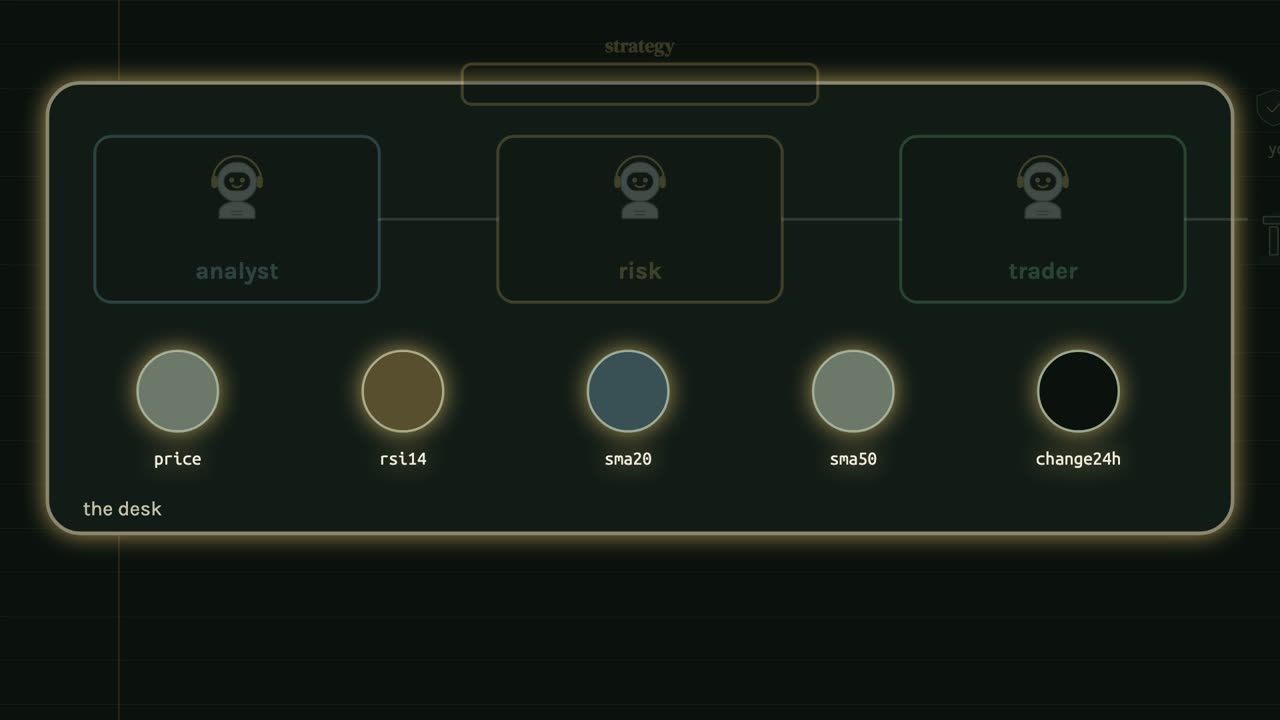 strategy
analyst
risk
trader
price
rsi14
sma20
sma50
change24h
the desk